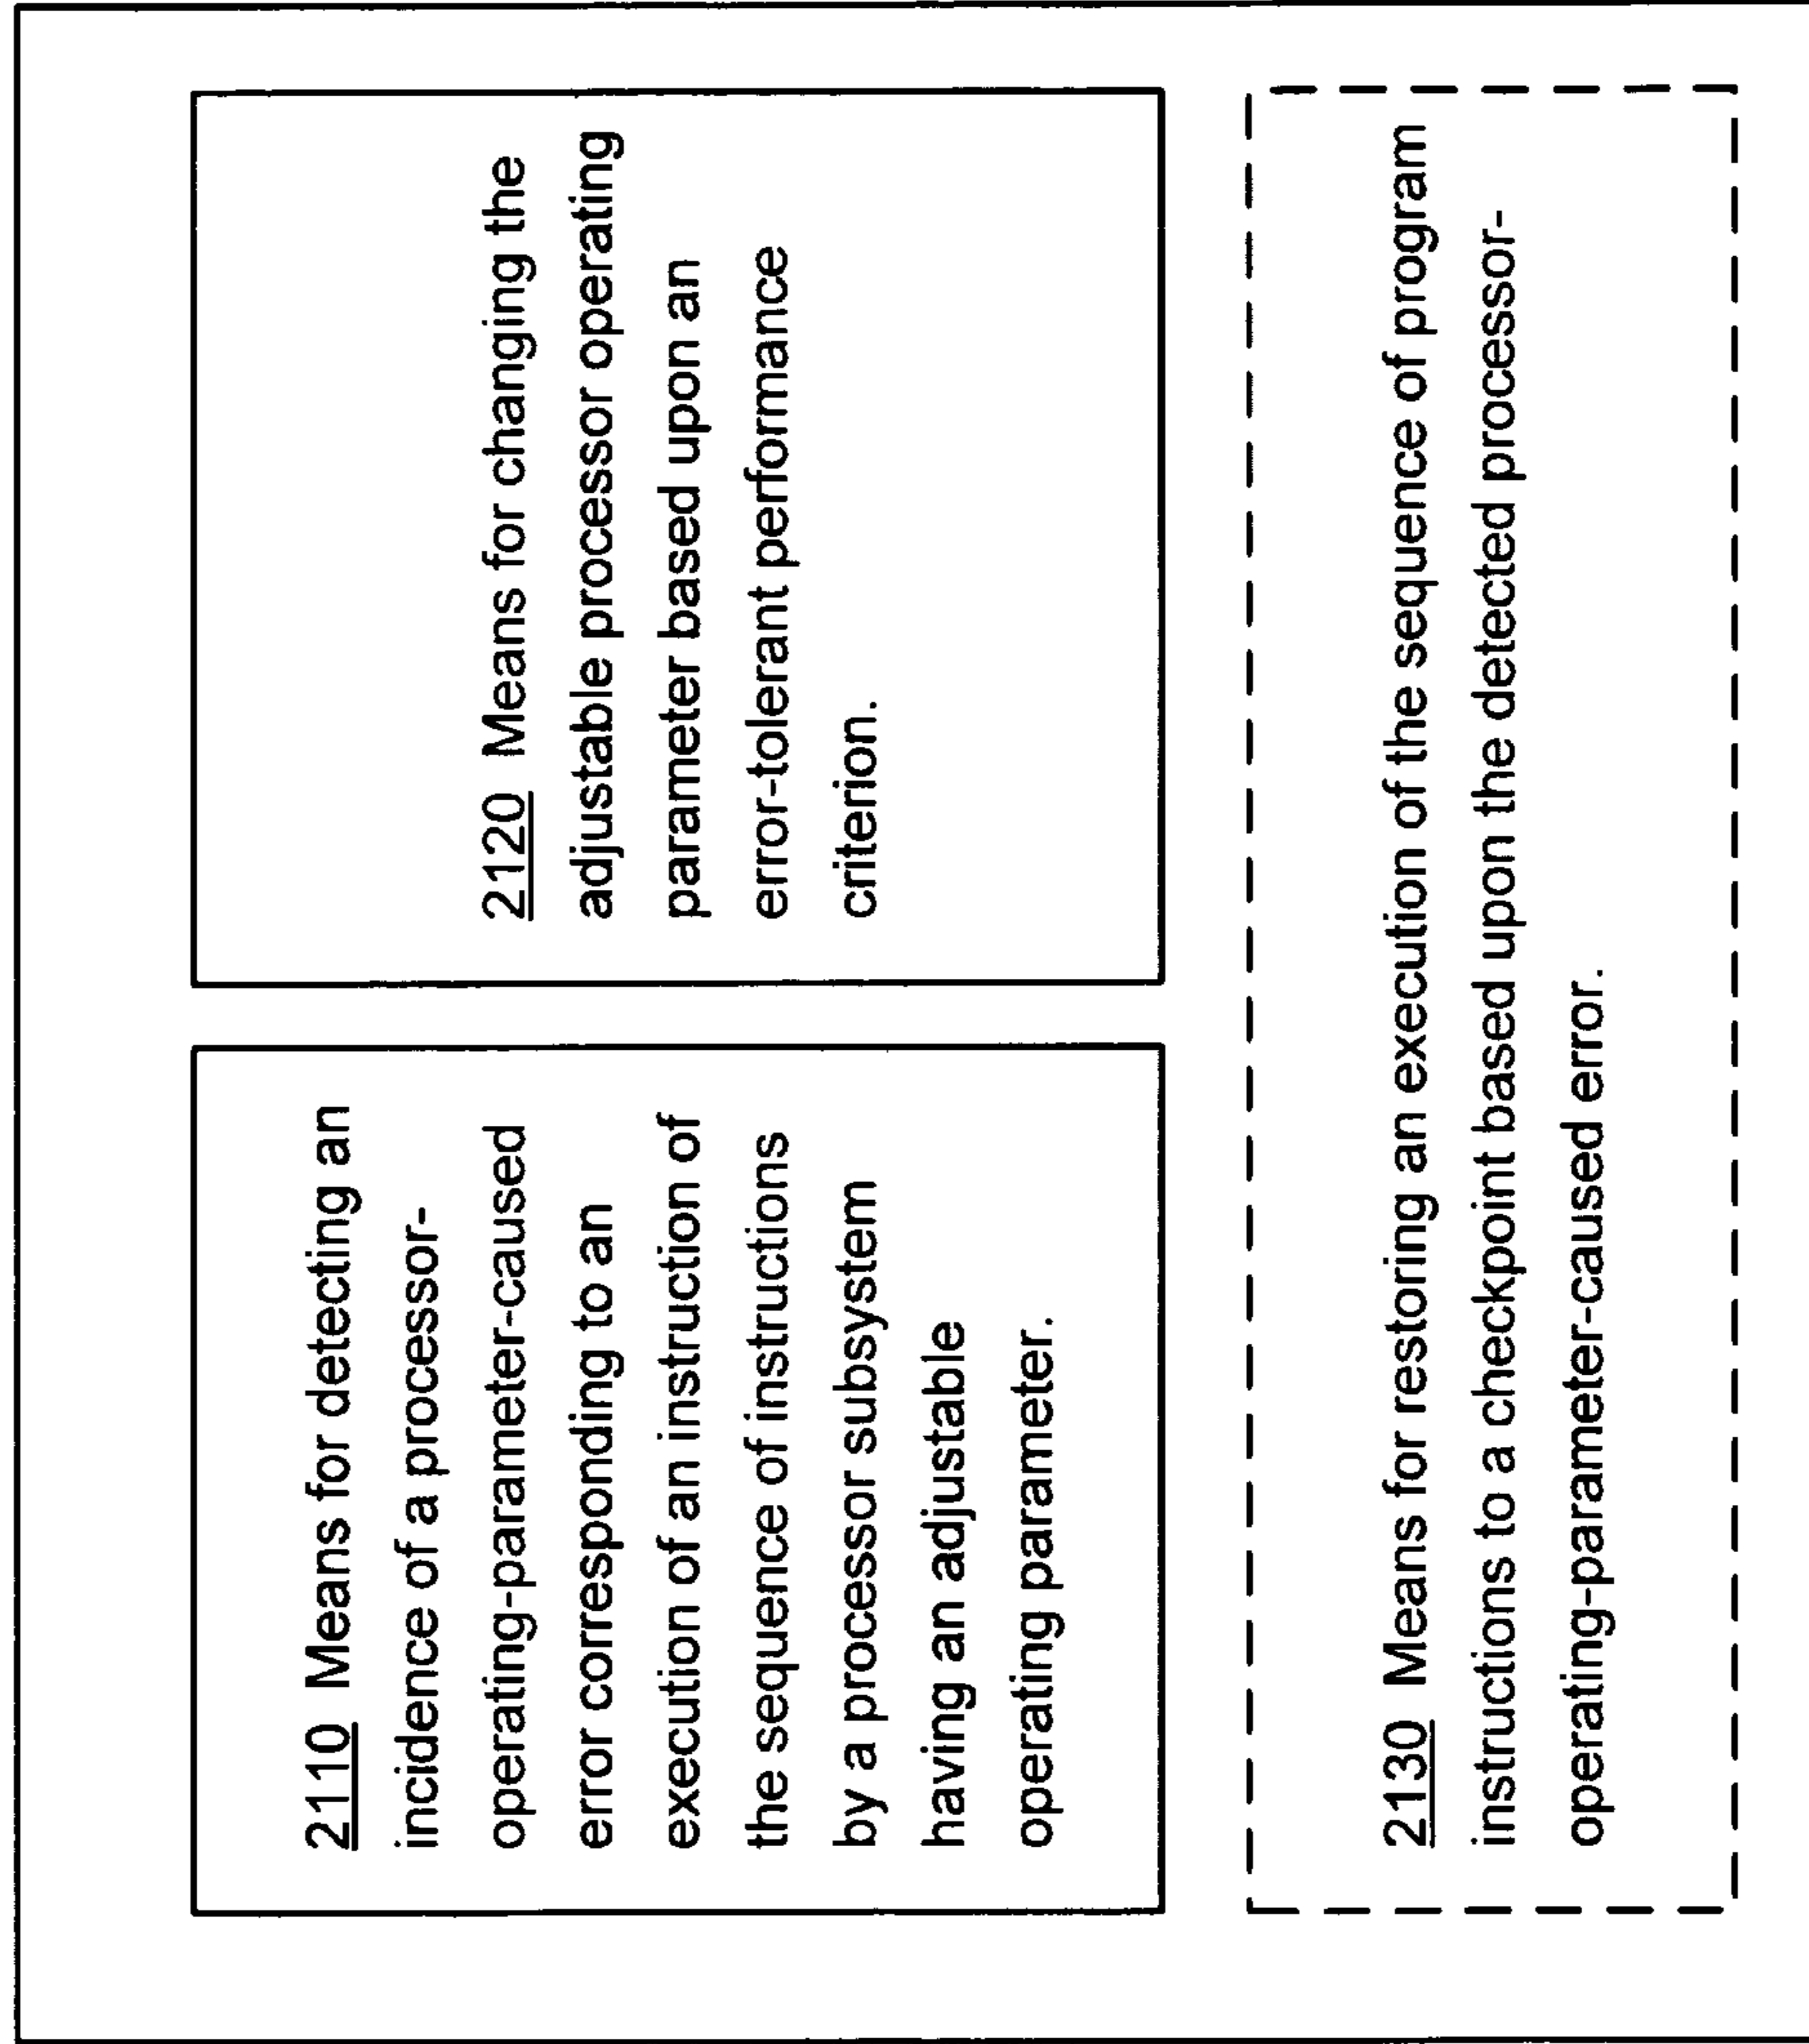 2110 Means for detecting an
incidence of a processor-
operating-parameter-caused
error corresponding to an
execution of an instruction of
the sequence of instructions
by a processor subsystem
having an adjustable
operating parameter.
2120 Means for changing the
adjustable processor operating
parameter based upon an
error-tolerant performance
criterion.
2130 Means for restoring an execution of the sequence of program
instructions to a checkpoint based upon the detected processor-
operating-parameter-caused error.